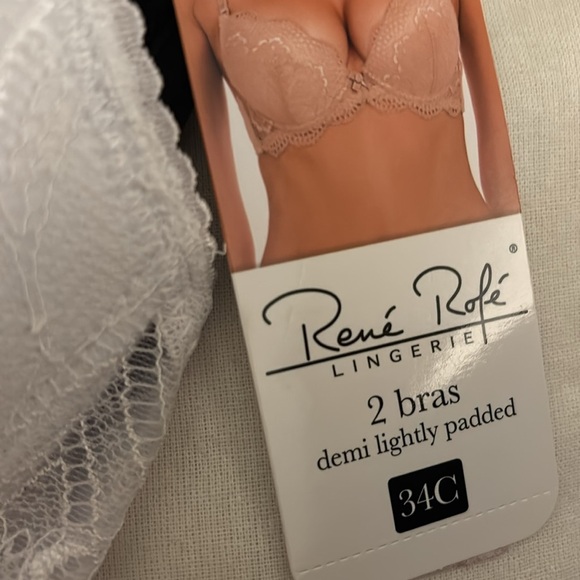 René Rofé®
LINGERIE
2 bras
demi lightly padded
34C